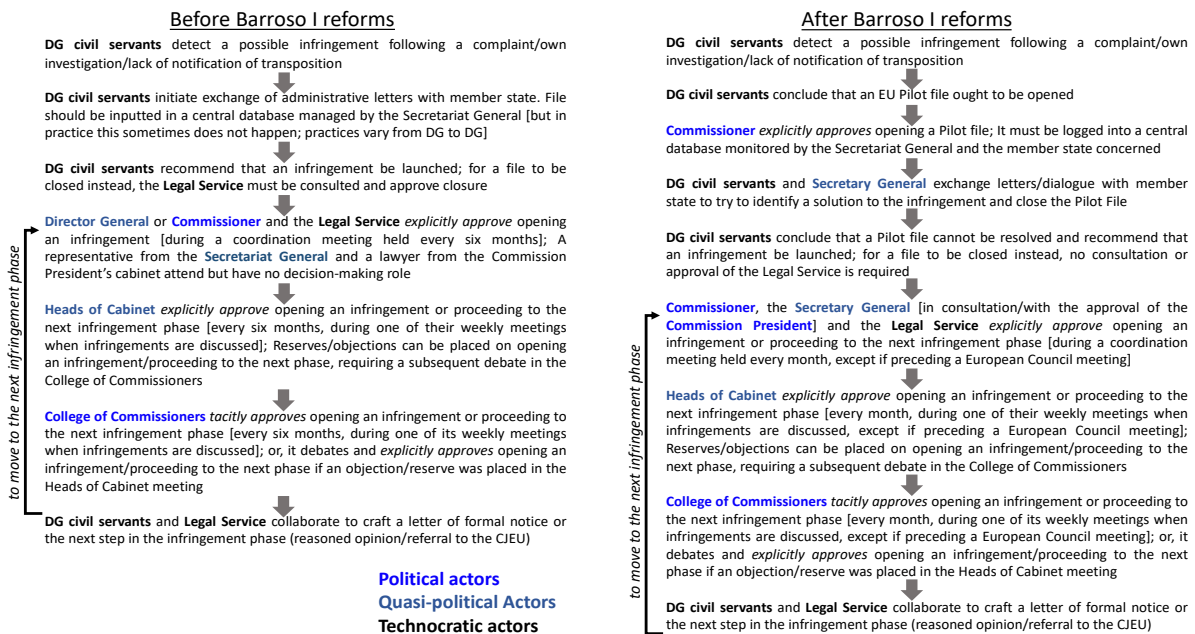 Before Barroso I reforms
DG civil servants detect a possible infringement following a complaint/own
investigation/lack of notification of transposition
DG civil servants initiate exchange of administrative letters with member state. File
should be inputted in a central database managed by the Secretariat General [but in
practice this sometimes does not happen; practices vary from DG to DG]
DG civil servants recommend that an infringement be launched; for a file to be
closed instead, the Legal Service must be consulted and approve closure
Director General or Commissioner and the Legal Service explicitly approve opening
an infringement [during a coordination meeting held every six months]; A
representative from the Secretariat General and a lawyer from the Commission
President's cabinet attend but have no decision-making role
Heads of Cabinet explicitly approve opening an infringement or proceeding to the
next infringement phase [every six months, during one of their weekly meetings
when infringements are discussed]; Reserves/objections can be placed on opening
an infringement/proceeding to the next phase, requiring a subsequent debate in the
College of Commissioners
College of Commissioners tacitly approves opening an infringement or proceeding to
the next infringement phase [every six months, during one of its weekly meetings
when infringements are discussed]; or, it debates and explicitly approves opening an
infringement/proceeding to the next phase if an objection/reserve was placed in the
Heads of Cabinet meeting
DG civil servants and Legal Service collaborate to craft a letter of formal notice or
the next step in the infringement phase (reasoned opinion/referral to the CJEU)
to move to the next infringement phase
Political actors
Quasi-political Actors
Technocratic actors
After Barroso I reforms
DG civil servants detect a possible infringement following a complaint/own
investigation/lack of notification of transposition
DG civil servants conclude that an EU Pilot file ought to be opened
Commissioner explicitly approves opening a Pilot file; It must be logged into a central
database monitored by the Secretariat General and the member state concerned
DG civil servants and Secretary General exchange letters/dialogue with member
state to try to identify a solution to the infringement and close the Pilot File
DG civil servants conclude that a Pilot file cannot be resolved and recommend that
an infringement be launched; for a file to be closed instead, no consultation or
approval of the Legal Service is required
Commissioner, the Secretary General [in consultation/with the approval of the
Commission President] and the Legal Service explicitly approve opening an
infringement or proceeding to the next infringement phase [during a coordination
meeting held every month, except if preceding a European Council meeting]
Heads of Cabinet explicitly approve opening an infringement or proceeding to the
next infringement phase [every month, during one of their weekly meetings when
infringements are discussed, except if preceding a European Council meeting];
Reserves/objections can be placed on opening an infringement/proceeding to the
next phase, requiring a subsequent debate in the College of Commissioners
College of Commissioners tacitly approves opening an infringement or proceeding to
the next infringement phase [every month, during one of its weekly meetings when
infringements are discussed, except if preceding a European Council meeting]; or, it
debates and explicitly approves opening an infringement/proceeding to the next
phase if an objection/reserve was placed in the Heads of Cabinet meeting
DG civil servants and Legal Service collaborate to craft a letter of formal notice or
the next step in the infringement phase (reasoned opinion/referral to the CJEU)
to move to the next infringement phase